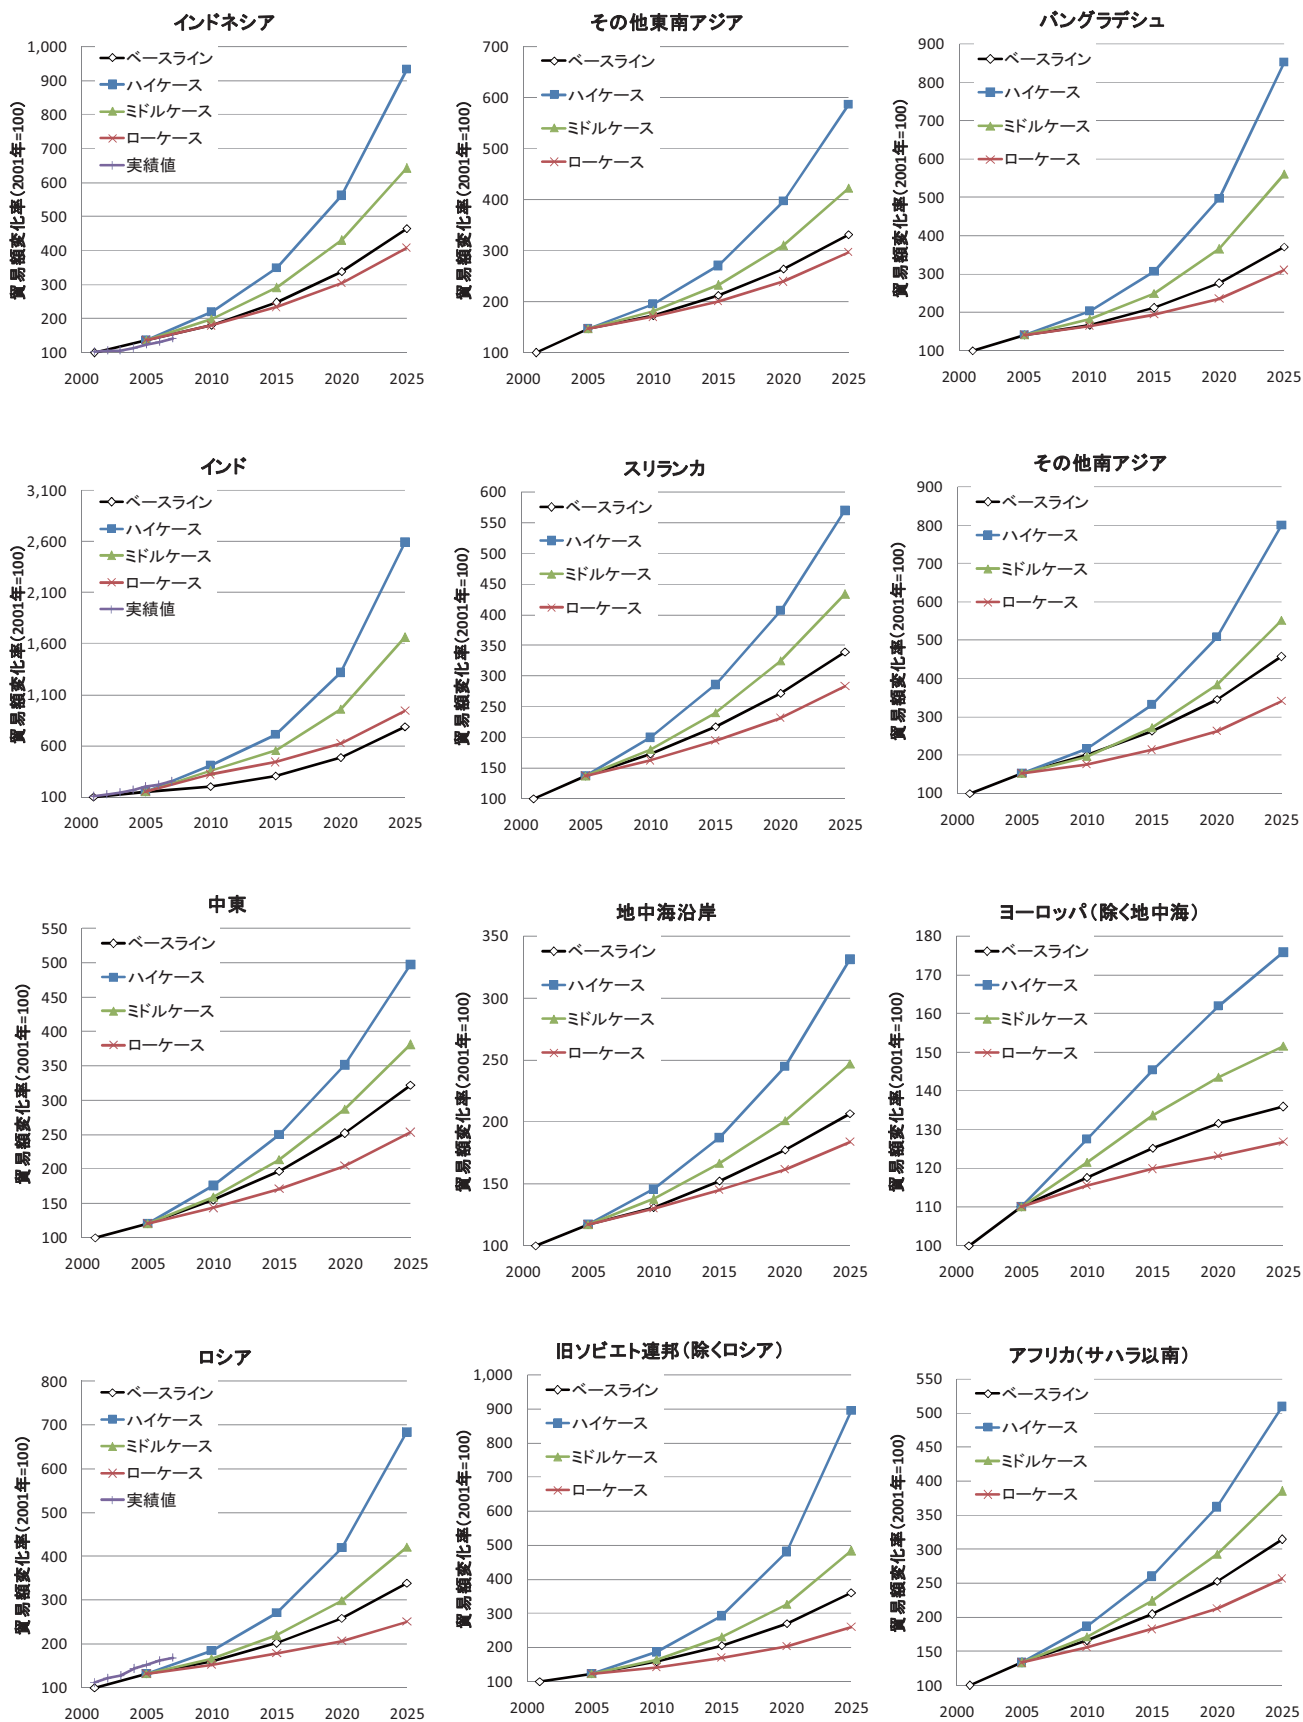 インドネシア
貿易額変化率(2001年=100)
1,000
900
800
700
600
500
400
300
200
100
2000 2005 2010 2015 2020 2025
ベースライン
ハイケース
ミドルケース
ローケース
実績値
その他東南アジア
貿易額変化率(2001年=100)
700
600
500
400
300
200
100
2000 2005 2010 2015 2020 2025
ベースライン
ハイケース
ミドルケース
ローケース
バングラデシュ
貿易額変化率(2001年=100)
900
800
700
600
500
400
300
200
100
2000 2005 2010 2015 2020 2025
ベースライン
ハイケース
ミドルケース
ローケース
インド
貿易額変化率(2001年=100)
3,100
2,600
2,100
1,600
1,100
600
100
2000 2005 2010 2015 2020 2025
ベースライン
ハイケース
ミドルケース
ローケース
実績値
スリランカ
貿易額変化率(2001年=100)
600
550
500
450
400
350
300
250
200
150
100
2000 2005 2010 2015 2020 2025
ベースライン
ハイケース
ミドルケース
ローケース
その他南アジア
貿易額変化率(2001年=100)
900
800
700
600
500
400
300
200
100
2000 2005 2010 2015 2020 2025
ベースライン
ハイケース
ミドルケース
ローケース
中東
貿易額変化率(2001年=100)
550
500
450
400
350
300
250
200
150
100
2000 2005 2010 2015 2020 2025
ベースライン
ハイケース
ミドルケース
ローケース
地中海沿岸
貿易額変化率(2001年=100)
350
300
250
200
150
100
2000 2005 2010 2015 2020 2025
ベースライン
ハイケース
ミドルケース
ローケース
ヨーロッパ(除く地中海)
貿易額変化率(2001年=100)
180
170
160
150
140
130
120
110
100
2000 2005 2010 2015 2020 2025
ベースライン
ハイケース
ミドルケース
ローケース
ロシア
貿易額変化率(2001年=100)
800
700
600
500
400
300
200
100
2000 2005 2010 2015 2020 2025
ベースライン
ハイケース
ミドルケース
ローケース
実績値
旧ソビエト連邦(除くロシア)
貿易額変化率(2001年=100)
1,000
900
800
700
600
500
400
300
200
100
2000 2005 2010 2015 2020 2025
ベースライン
ハイケース
ミドルケース
ローケース
アフリカ(サハラ以南)
貿易額変化率(2001年=100)
550
500
450
400
350
300
250
200
150
100
2000 2005 2010 2015 2020 2025
ベースライン
ハイケース
ミドルケース
ローケース